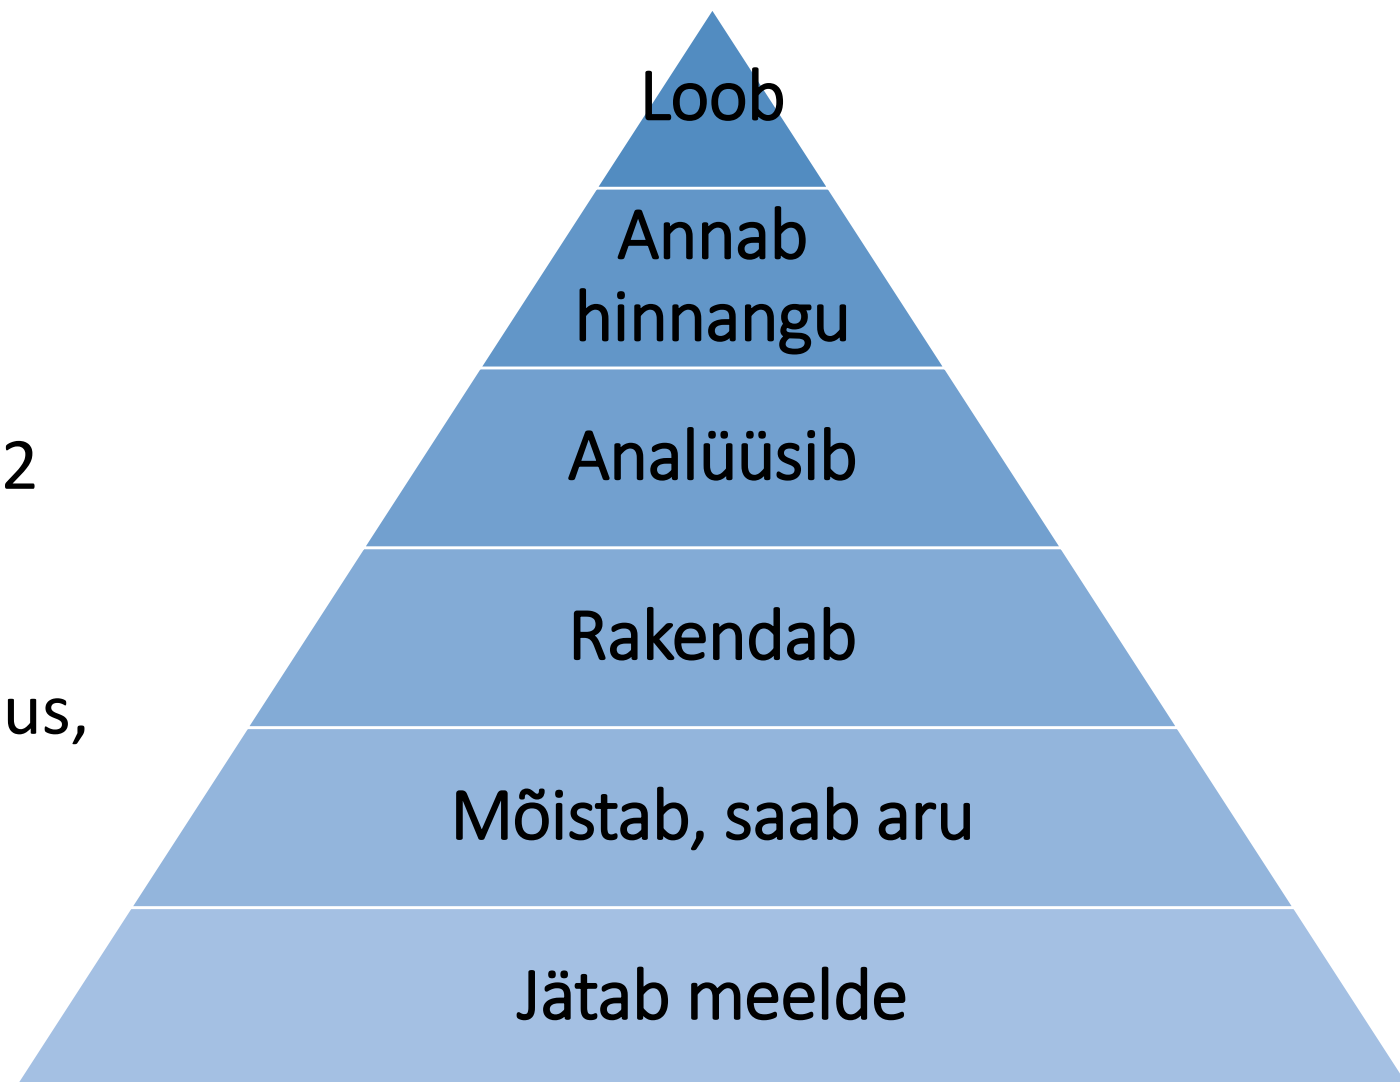 Loob
Annab
hinnangu
Analüüsib
2
Rakendab
us,
Mõistab, saab aru
Jätab meelde